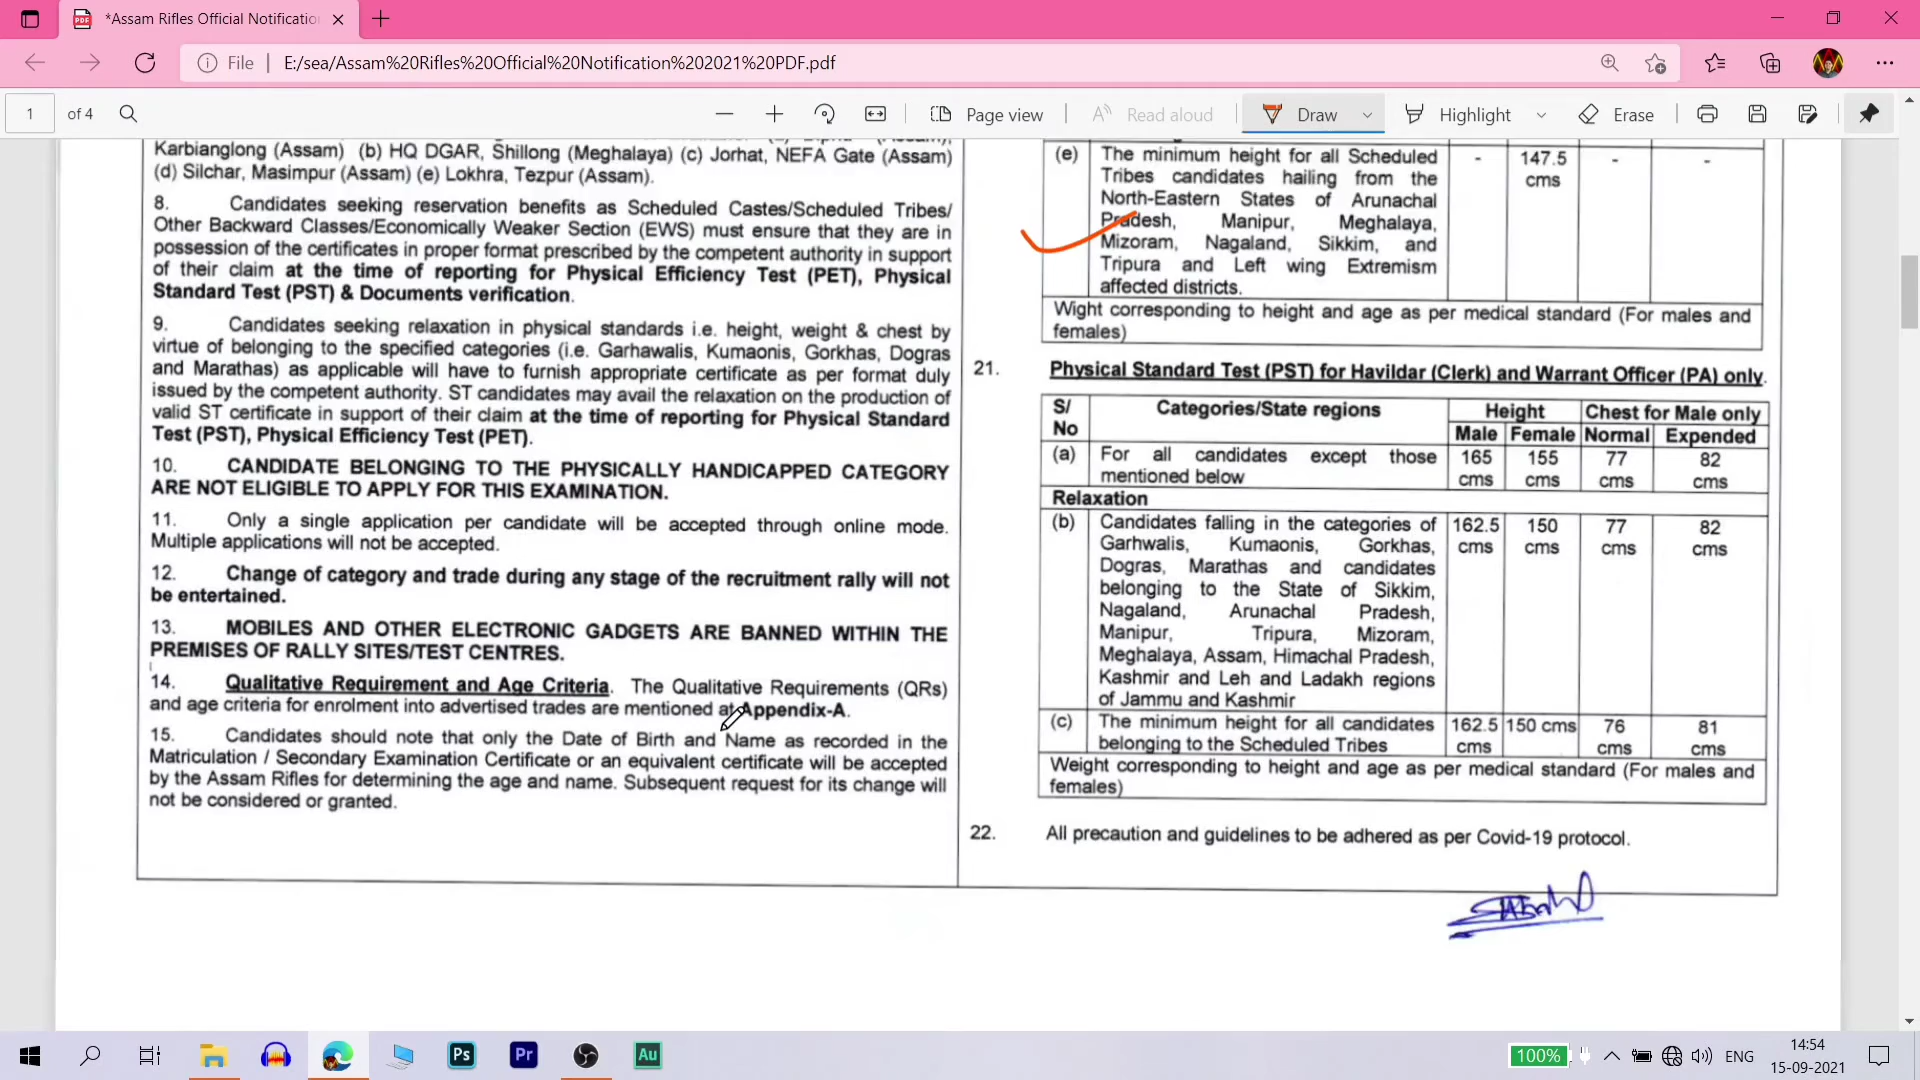 *Assam Rifles Official Notificatio
File
E:/sea/Assam%20Rifles%20Official%20Notification%202021%20PDF.pdf
1 of 4
Page view
Read aloud
Draw
Highlight
Erase
Karbianglong (Assam) (b) HQ DGAR, Shillong (Meghalaya) (c) Jorhat, NEFA Gate (Assam)
(d) Silchar, Masimpur (Assam) (e) Lokhra, Tezpur (Assam).
8. Candidates seeking reservation benefits as Scheduled Castes/Scheduled Tribes/
Other Backward Classes/Economically Weaker Section (EWS) must ensure that they are in
possession of the certificates in proper format prescribed by the competent authority in support
of their claim at the time of reporting for Physical Efficiency Test (PET), Physical
Standard Test (PST) & Documents verification.
9. Candidates seeking relaxation in physical standards i.e. height, weight & chest by
virtue of belonging to the specified categories (i.e. Garhawalis, Kumaonis, Gorkhas, Dogras
and Marathas) as applicable will have to furnish appropriate certificate as per format duly
issued by the competent authority. ST candidates may avail the relaxation on the production of
valid ST certificate in support of their claim at the time of reporting for Physical Standard
Test (PST), Physical Efficiency Test (PET).
10. CANDIDATE BELONGING TO THE PHYSICALLY HANDICAPPED CATEGORY
ARE NOT ELIGIBLE TO APPLY FOR THIS EXAMINATION.
11. Only a single application per candidate will be accepted through online mode.
Multiple applications will not be accepted.
12. Change of category and trade during any stage of the recruitment rally will not
be entertained.
13. MOBILES AND OTHER ELECTRONIC GADGETS ARE BANNED WITHIN THE
PREMISES OF RALLY SITES/TEST CENTRES.
14. Qualitative Requirement and Age Criteria. The Qualitative Requirements (QRs)
and age criteria for enrolment into advertised trades are mentioned at Appendix-A.
15. Candidates should note that only the Date of Birth and Name as recorded in the
Matriculation / Secondary Examination Certificate or an equivalent certificate will be accepted
by the Assam Rifles for determining the age and name. Subsequent request for its change will
not be considered or granted.
(e) The minimum height for all Scheduled - 147.5 - -
Tribes candidates hailing from the cms
North-Eastern States of Arunachal
Pradesh, Manipur, Meghalaya,
Mizoram, Nagaland, Sikkim, and
Tripura and Left wing Extremism
affected districts.
Wight corresponding to height and age as per medical standard (For males and
females)
21. Physical Standard Test (PST) for Havildar (Clerk) and Warrant Officer (PA) only.
S/ Categories/State regions Height Chest for Male only
No Male Female Normal Expended
(a) For all candidates except those 165 155 77 82
mentioned below cms cms cms cms
Relaxation
(b) Candidates falling in the categories of 162.5 150 77 82
Garhwalis, Kumaonis, Gorkhas, cms cms cms cms
Dogras, Marathas and candidates
belonging to the State of Sikkim,
Nagaland, Arunachal Pradesh,
Manipur, Tripura, Mizoram,
Meghalaya, Assam, Himachal Pradesh,
Kashmir and Leh and Ladakh regions
of Jammu and Kashmir
(c) The minimum height for all candidates 162.5 150 cms 76 81
belonging to the Scheduled Tribes cms cms cms
Weight corresponding to height and age as per medical standard (For males and
females)
22. All precaution and guidelines to be adhered as per Covid-19 protocol.
Ps
Pr
Au
100%
ENG
14:54
15-09-2021